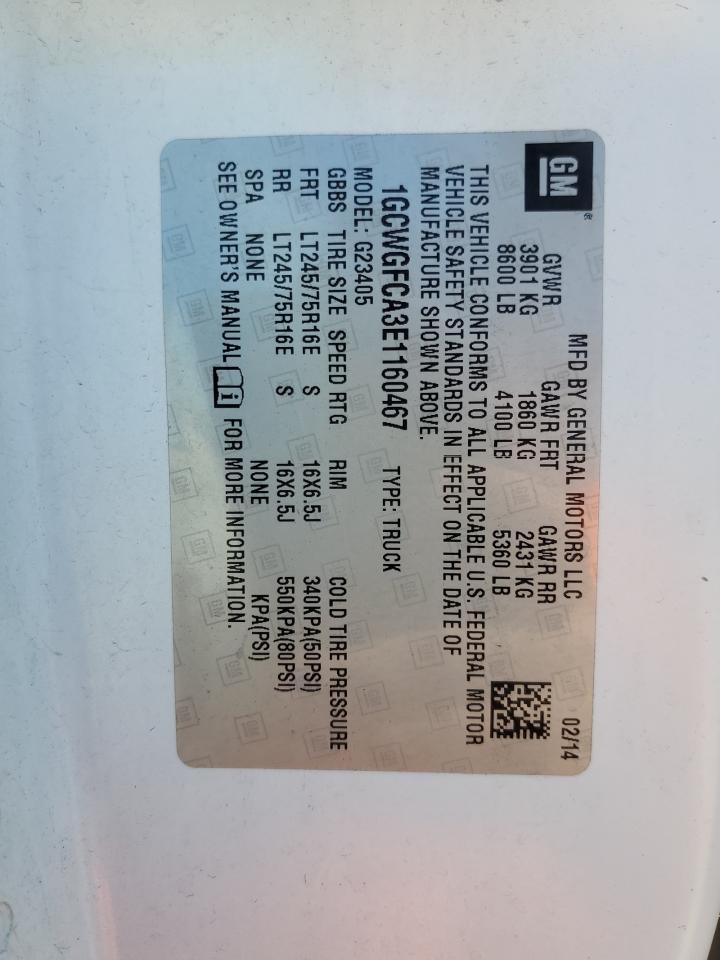 GM®
MFD BY GENERAL MOTORS LLC 02/14
GVWR GAWR FRT GAWR RR
3901 KG 1860 KG 2431 KG
8600 LB 4100 LB 5360 LB
THIS VEHICLE CONFORMS TO ALL APPLICABLE U.S. FEDERAL MOTOR
VEHICLE SAFETY STANDARDS IN EFFECT ON THE DATE OF
MANUFACTURE SHOWN ABOVE.
1GCWGFCA3E1160467 TYPE: TRUCK
MODEL: G23405
GBBS TIRE SIZE SPEED RTG RIM COLD TIRE PRESSURE
FRT LT245/75R16E S 16X6.5J 340KPA(50PSI)
RR LT245/75R16E S 16X6.5J 550KPA(80PSI)
SPA NONE NONE KPA(PSI)
SEE OWNER'S MANUAL FOR MORE INFORMATION.